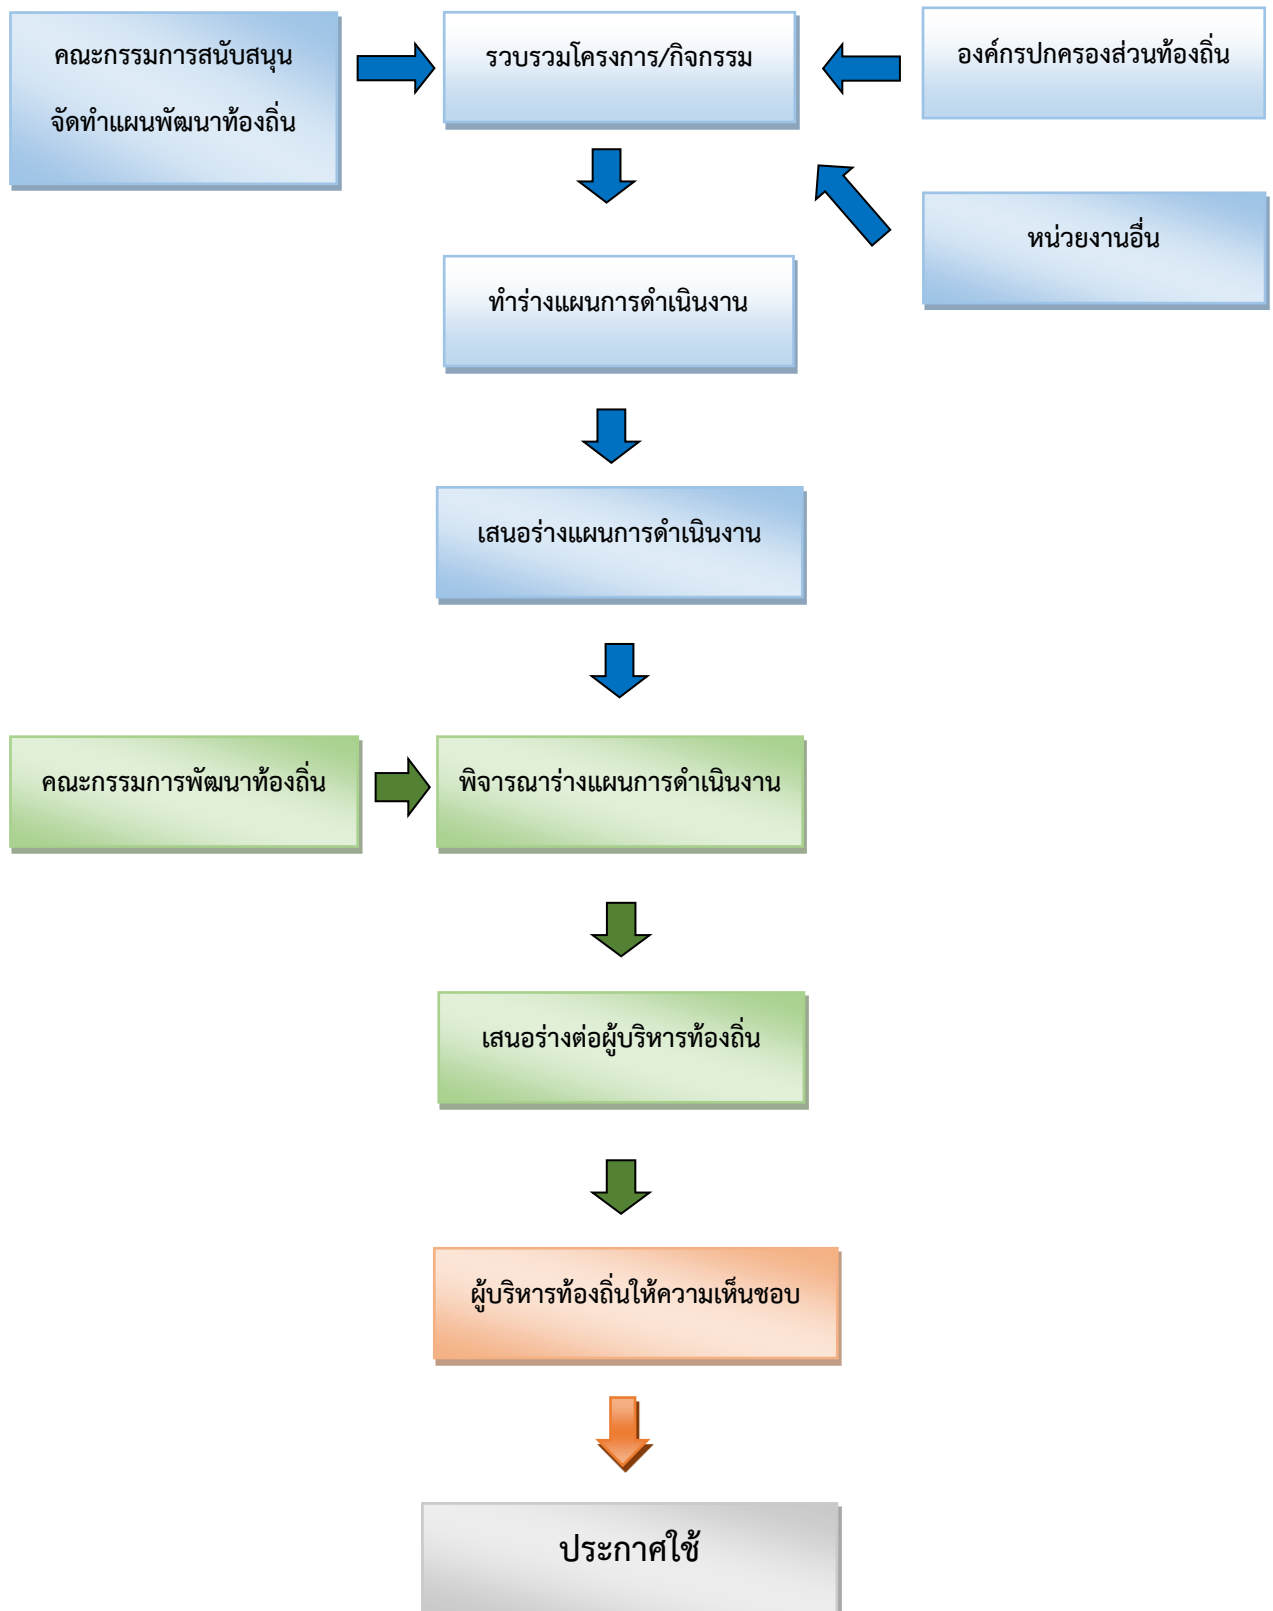 คณะกรรมการสนับสนุน
จัดทำแผนพัฒนาท้องถิ่น
รวบรวมโครงการ/กิจกรรม
องค์กรปกครองส่วนท้องถิ่น
หน่วยงานอื่น
ทำร่างแผนการดำเนินงาน
เสนอร่างแผนการดำเนินงาน
คณะกรรมการพัฒนาท้องถิ่น
พิจารณาร่างแผนการดำเนินงาน
เสนอร่างต่อผู้บริหารท้องถิ่น
ผู้บริหารท้องถิ่นให้ความเห็นชอบ
ประกาศใช้